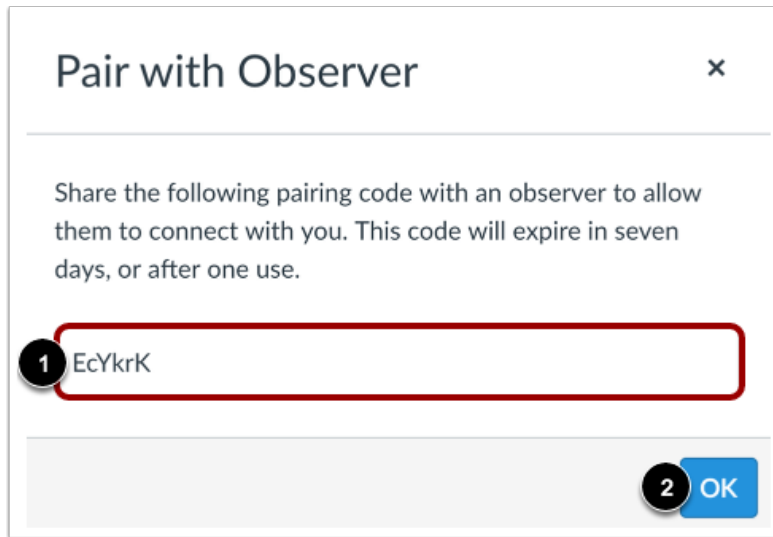 Pair with Observer
×
Share the following pairing code with an observer to allow
them to connect with you. This code will expire in seven
days, or after one use.
1 EcYkrK
2 OK